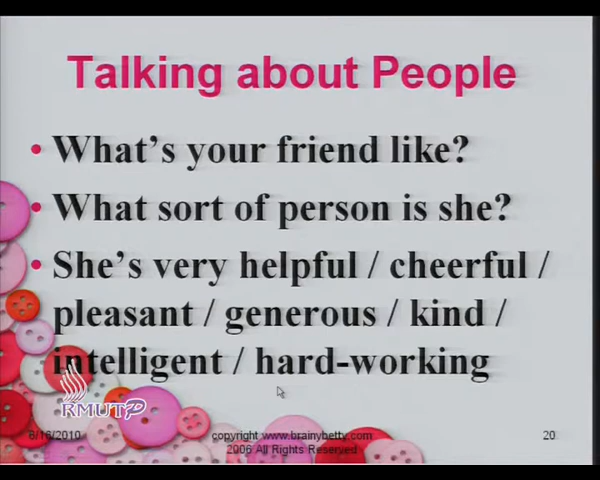 Talking about People
• What's your friend like?
• What sort of person is she?
• She's very helpful / cheerful /
pleasant / generous / kind /
intelligent / hard-working
RMUTP
6/16/2010
copyright www.brainybetty.com
2006 All Rights Reserved
20